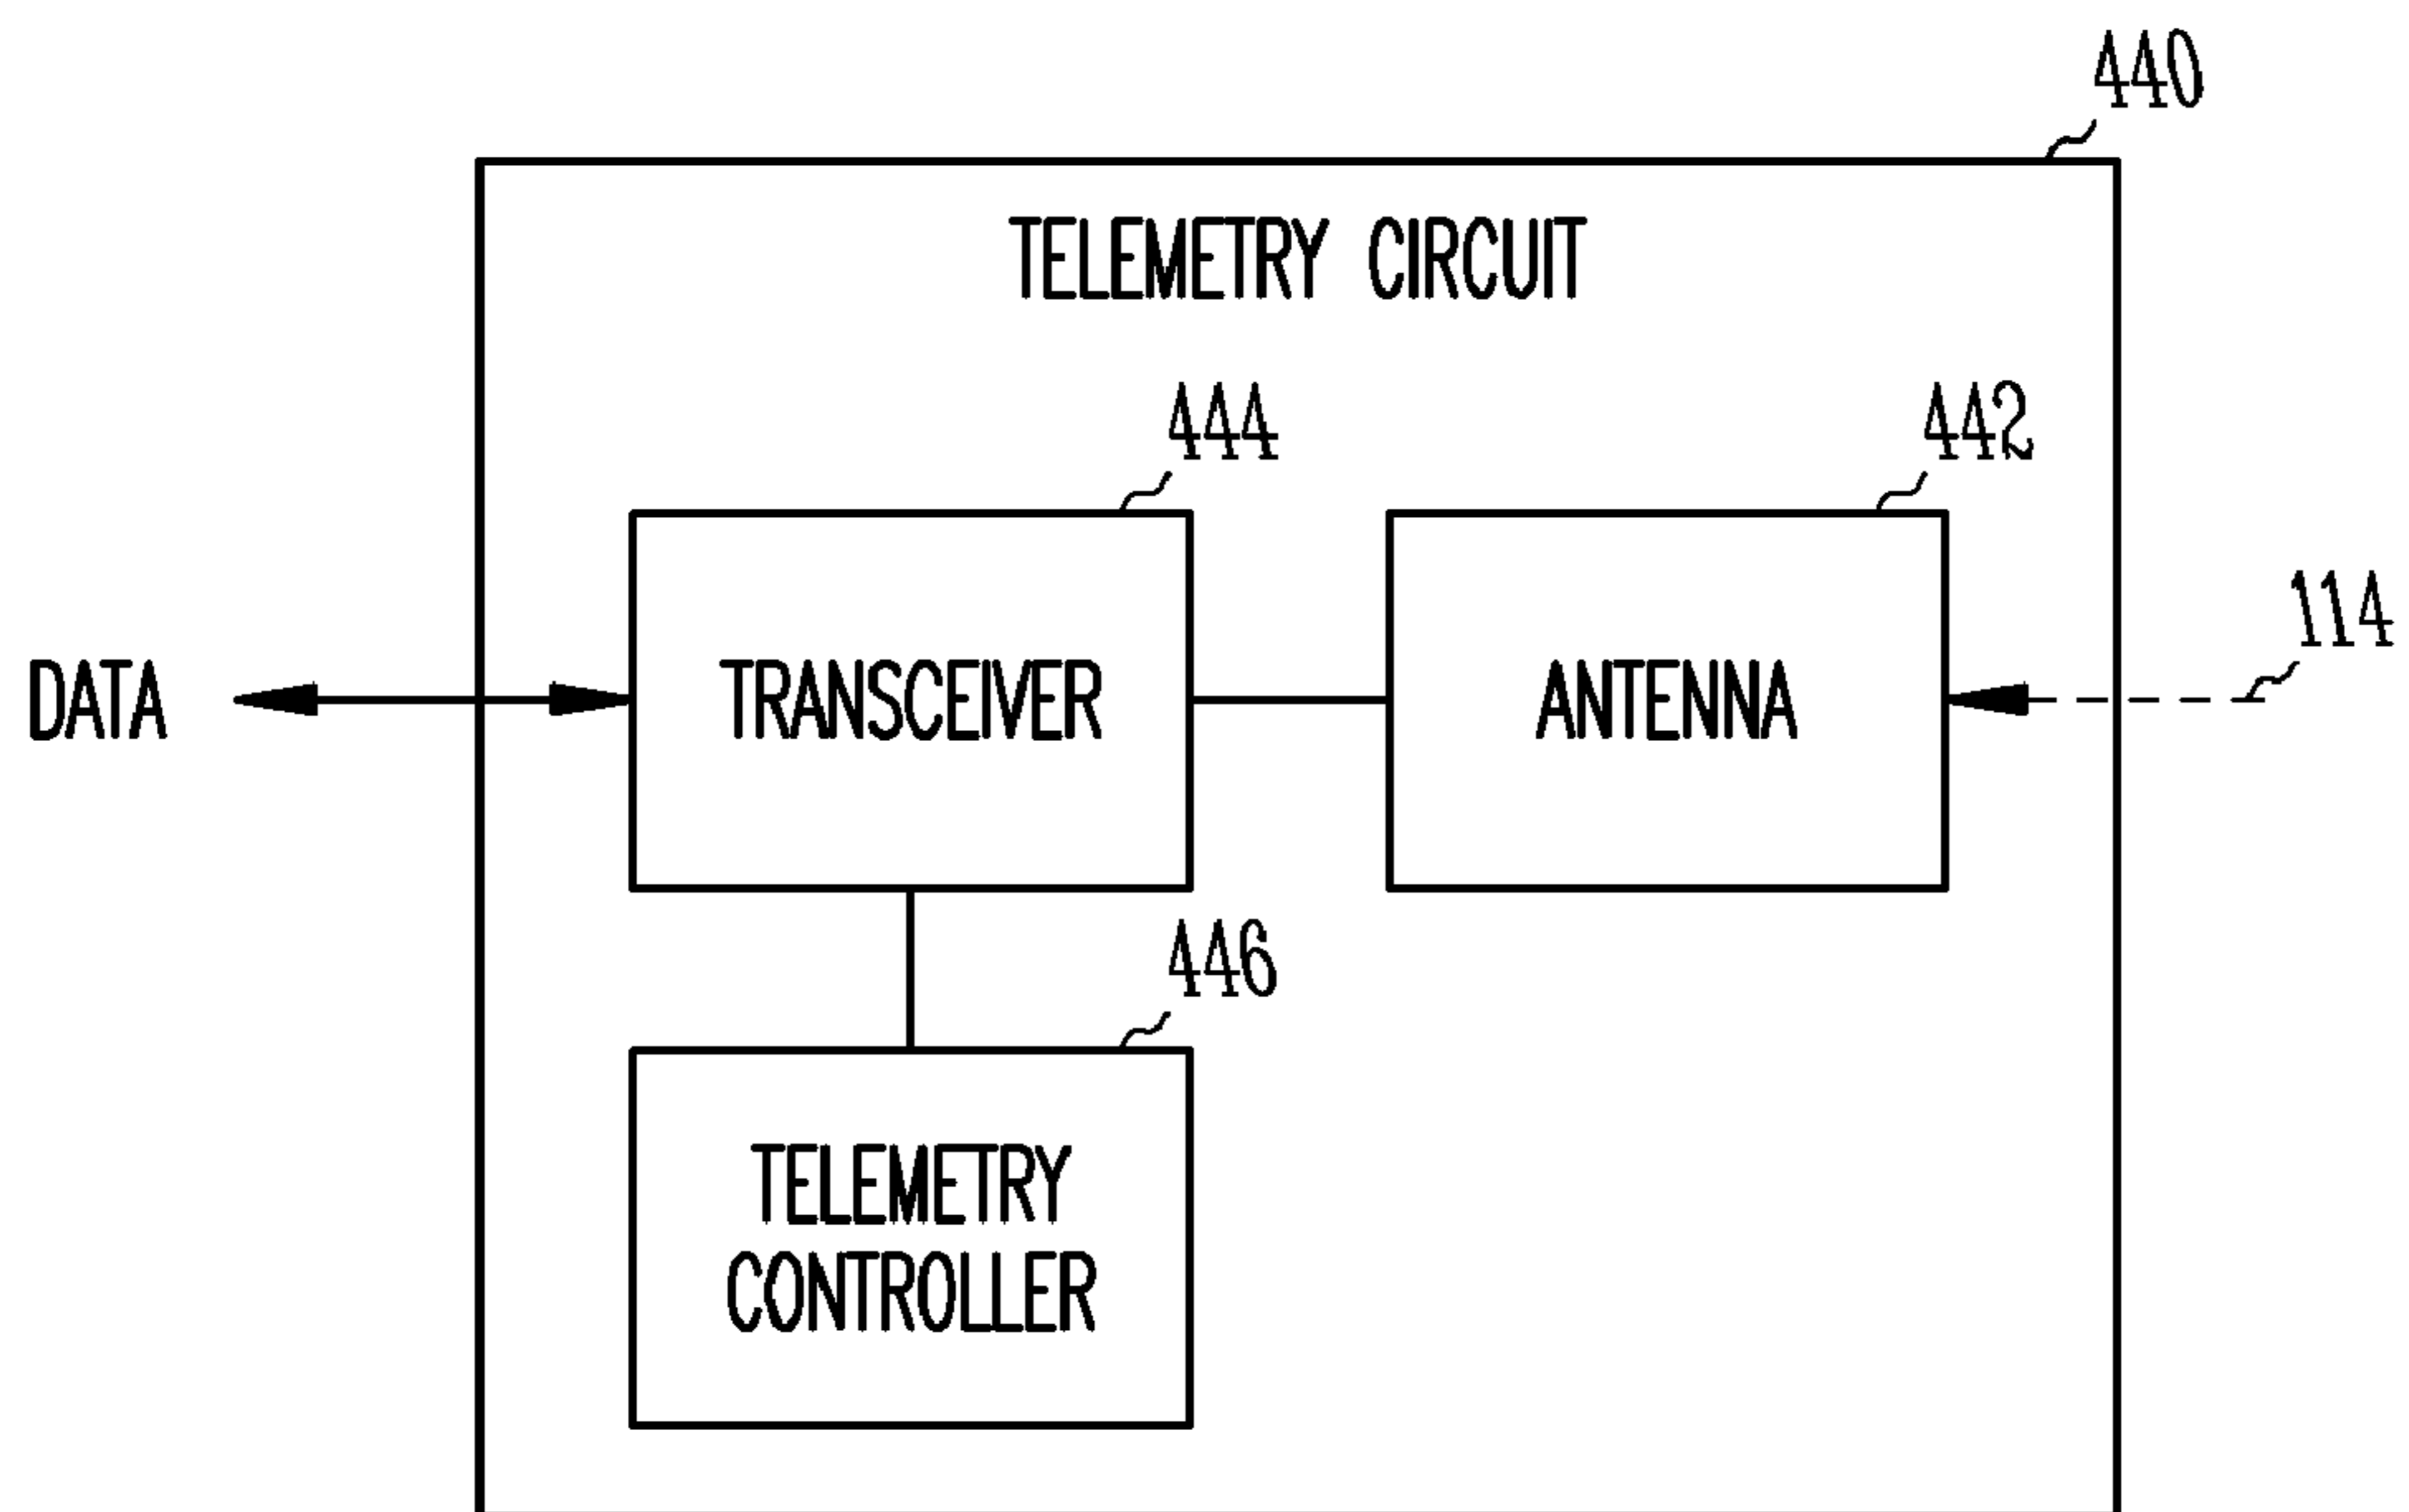 440
TELEMETRY CIRCUIT
444
442
114
DATA
TRANSCEIVER
ANTENNA
446
TELEMETRY
CONTROLLER